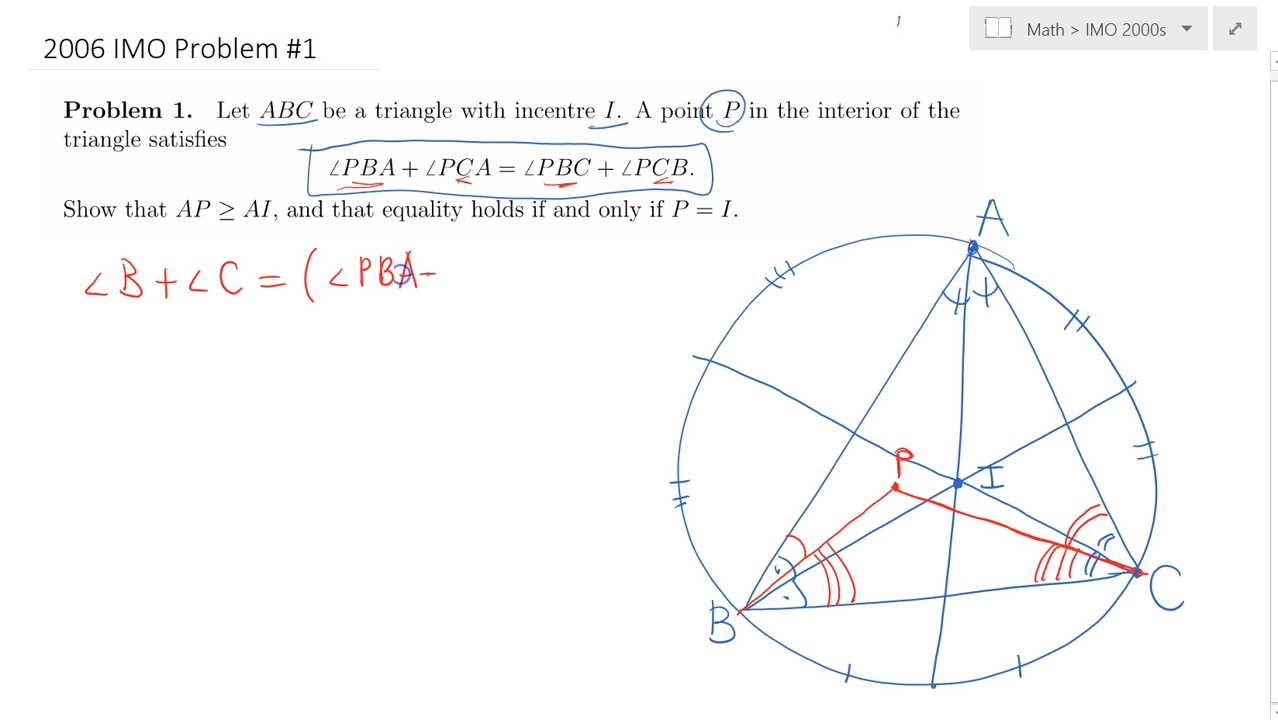 Math > IMO 2000s
2006 IMO Problem #1
Problem 1. Let ABC be a triangle with incentre I. A point P in the interior of the
triangle satisfies
∠PBA + ∠PCA = ∠PBC + ∠PCB.
Show that AP ≥ AI, and that equality holds if and only if P = I.
∠B + ∠C = (∠PBA -
A
P
I
B
C